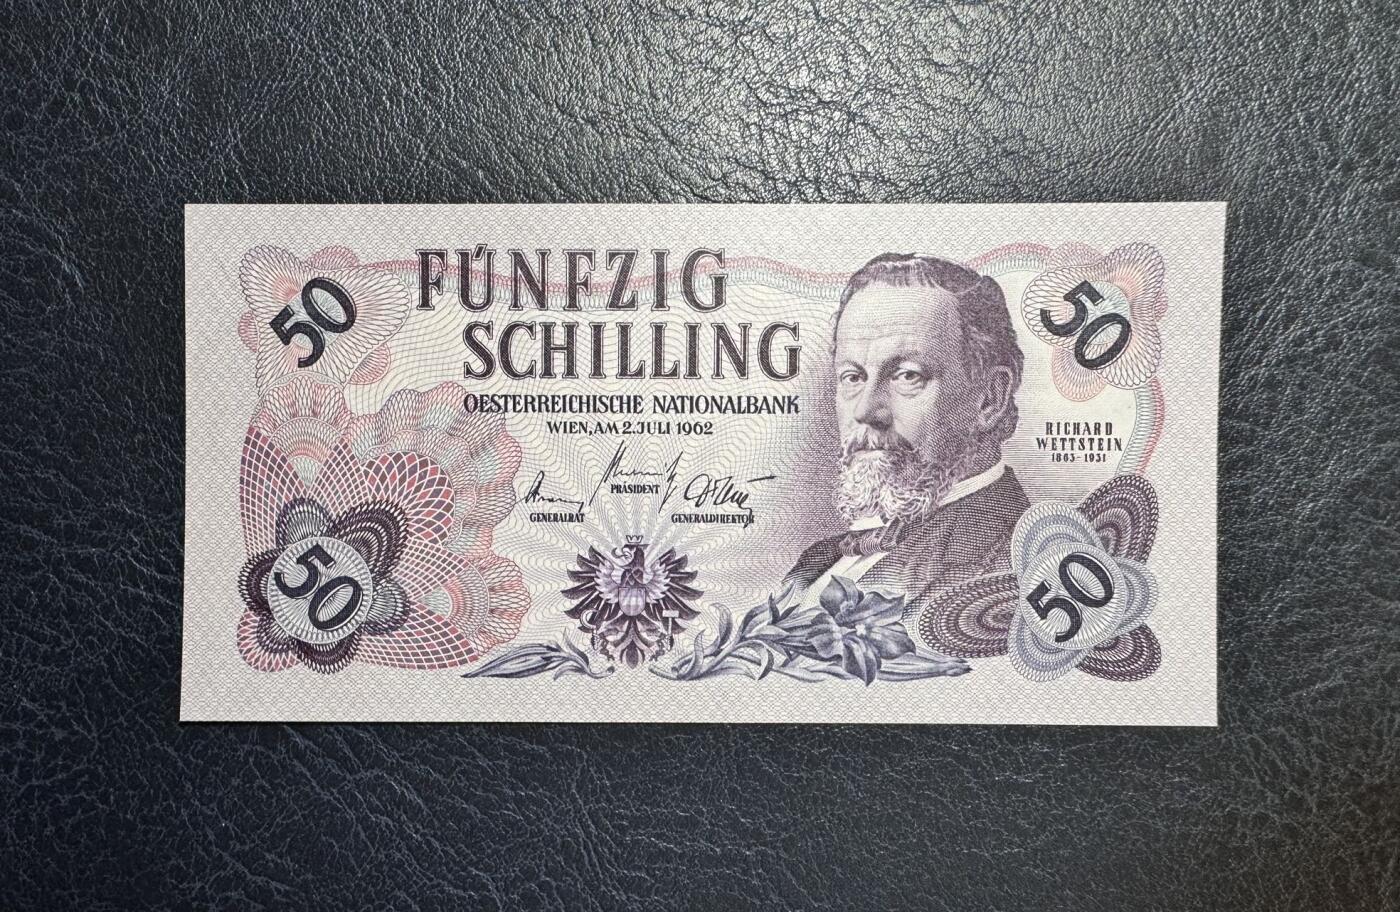 50
FÜNFZIG
SCHILLING
OESTERREICHISCHE NATIONALBANK
WIEN, AM 2. JULI 1962
PRÄSIDENT
GENERALRAT
GENERALDIREKTOR
50
RICHARD
WETTSTEIN
1863-1931
50
50